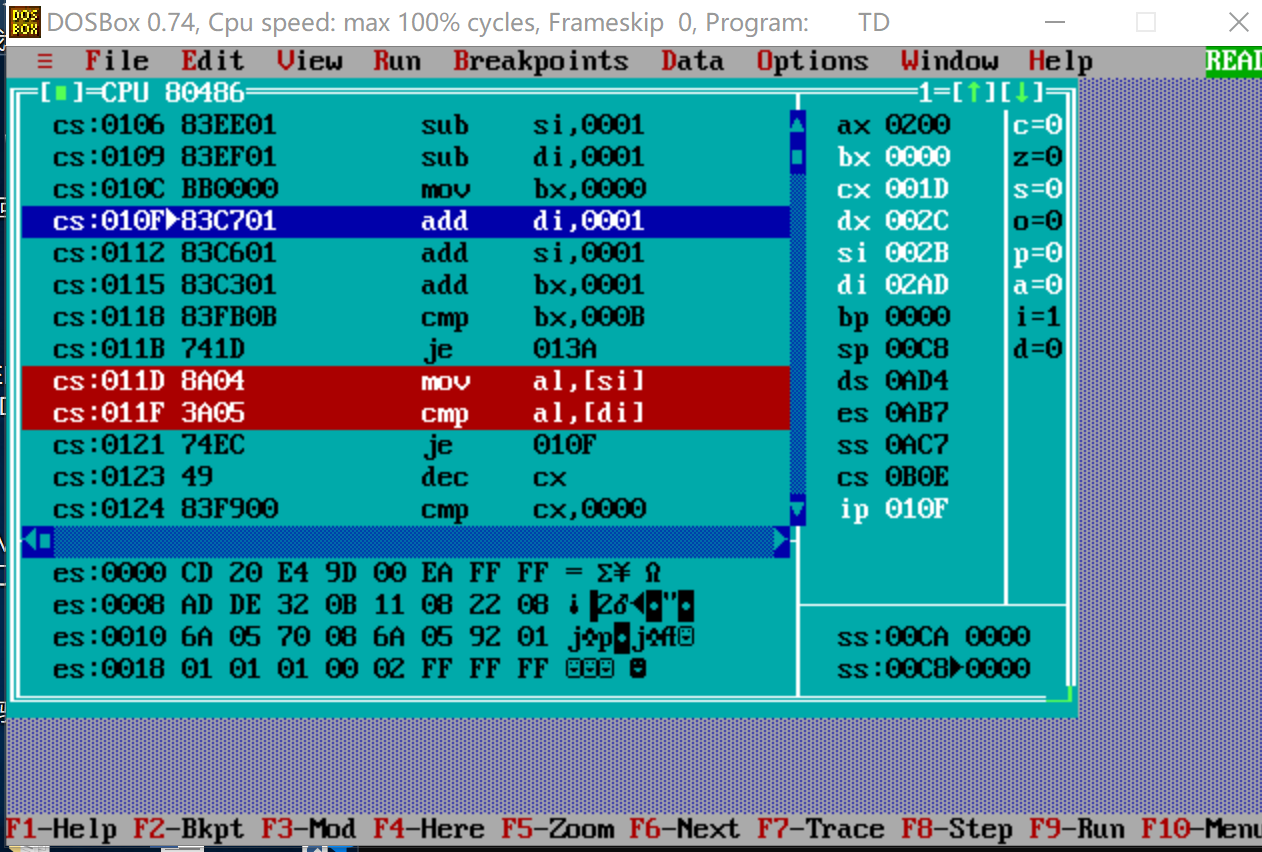 DOSBox 0.74, Cpu speed: max 100% cycles, Frameskip 0, Program: TD
≡ File Edit View Run Breakpoints Data Options Window Help READ
[■]=CPU 80486 1=[↑][↓]
cs:0106 83EE01 sub si,0001 ax 0200 c=0
cs:0109 83EF01 sub di,0001 bx 0000 z=0
cs:010C BB0000 mov bx,0000 cx 001D s=0
cs:010F►83C701 add di,0001 dx 002C o=0
cs:0112 83C601 add si,0001 si 002B p=0
cs:0115 83C301 add bx,0001 di 02AD a=0
cs:0118 83FB0B cmp bx,000B bp 0000 i=1
cs:011B 741D je 013A sp 00C8 d=0
cs:011D 8A04 mov al,[si] ds 0AD4
cs:011F 3A05 cmp al,[di] es 0AB7
cs:0121 74EC je 010F ss 0AC7
cs:0123 49 dec cx cs 0B0E
cs:0124 83F900 cmp cx,0000 ip 010F
es:0000 CD 20 E4 9D 00 EA FF FF = Σ¥ Ω
es:0008 AD DE 32 0B 11 08 22 08 ¡▐2♂◄◘"◘
es:0010 6A 05 70 08 6A 05 92 01 j♣p◘j♣Æ☺
es:0018 01 01 01 00 02 FF FF FF ☺☺☺ ☻
ss:00CA 0000
ss:00C8►0000
F1-Help F2-Bkpt F3-Mod F4-Here F5-Zoom F6-Next F7-Trace F8-Step F9-Run F10-Menu